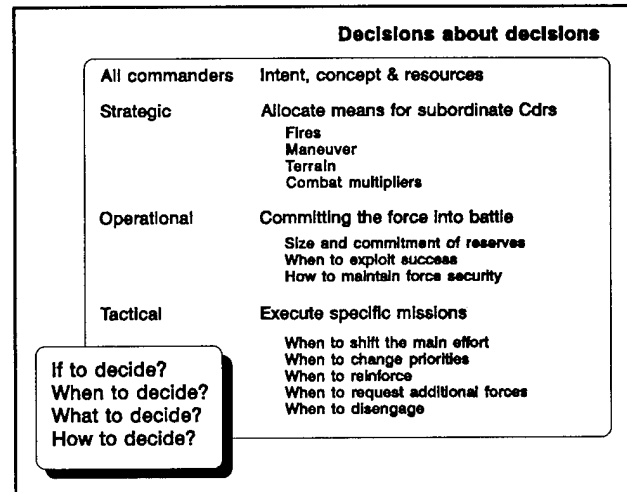 Decisions about decisions
All commanders Intent, concept & resources
Strategic Allocate means for subordinate Cdrs
Fires
Maneuver
Terrain
Combat multipliers
Operational Committing the force into battle
Size and commitment of reserves
When to exploit success
How to maintain force security
Tactical Execute specific missions
When to shift the main effort
When to change priorities
When to reinforce
When to request additional forces
When to disengage
If to decide?
When to decide?
What to decide?
How to decide?